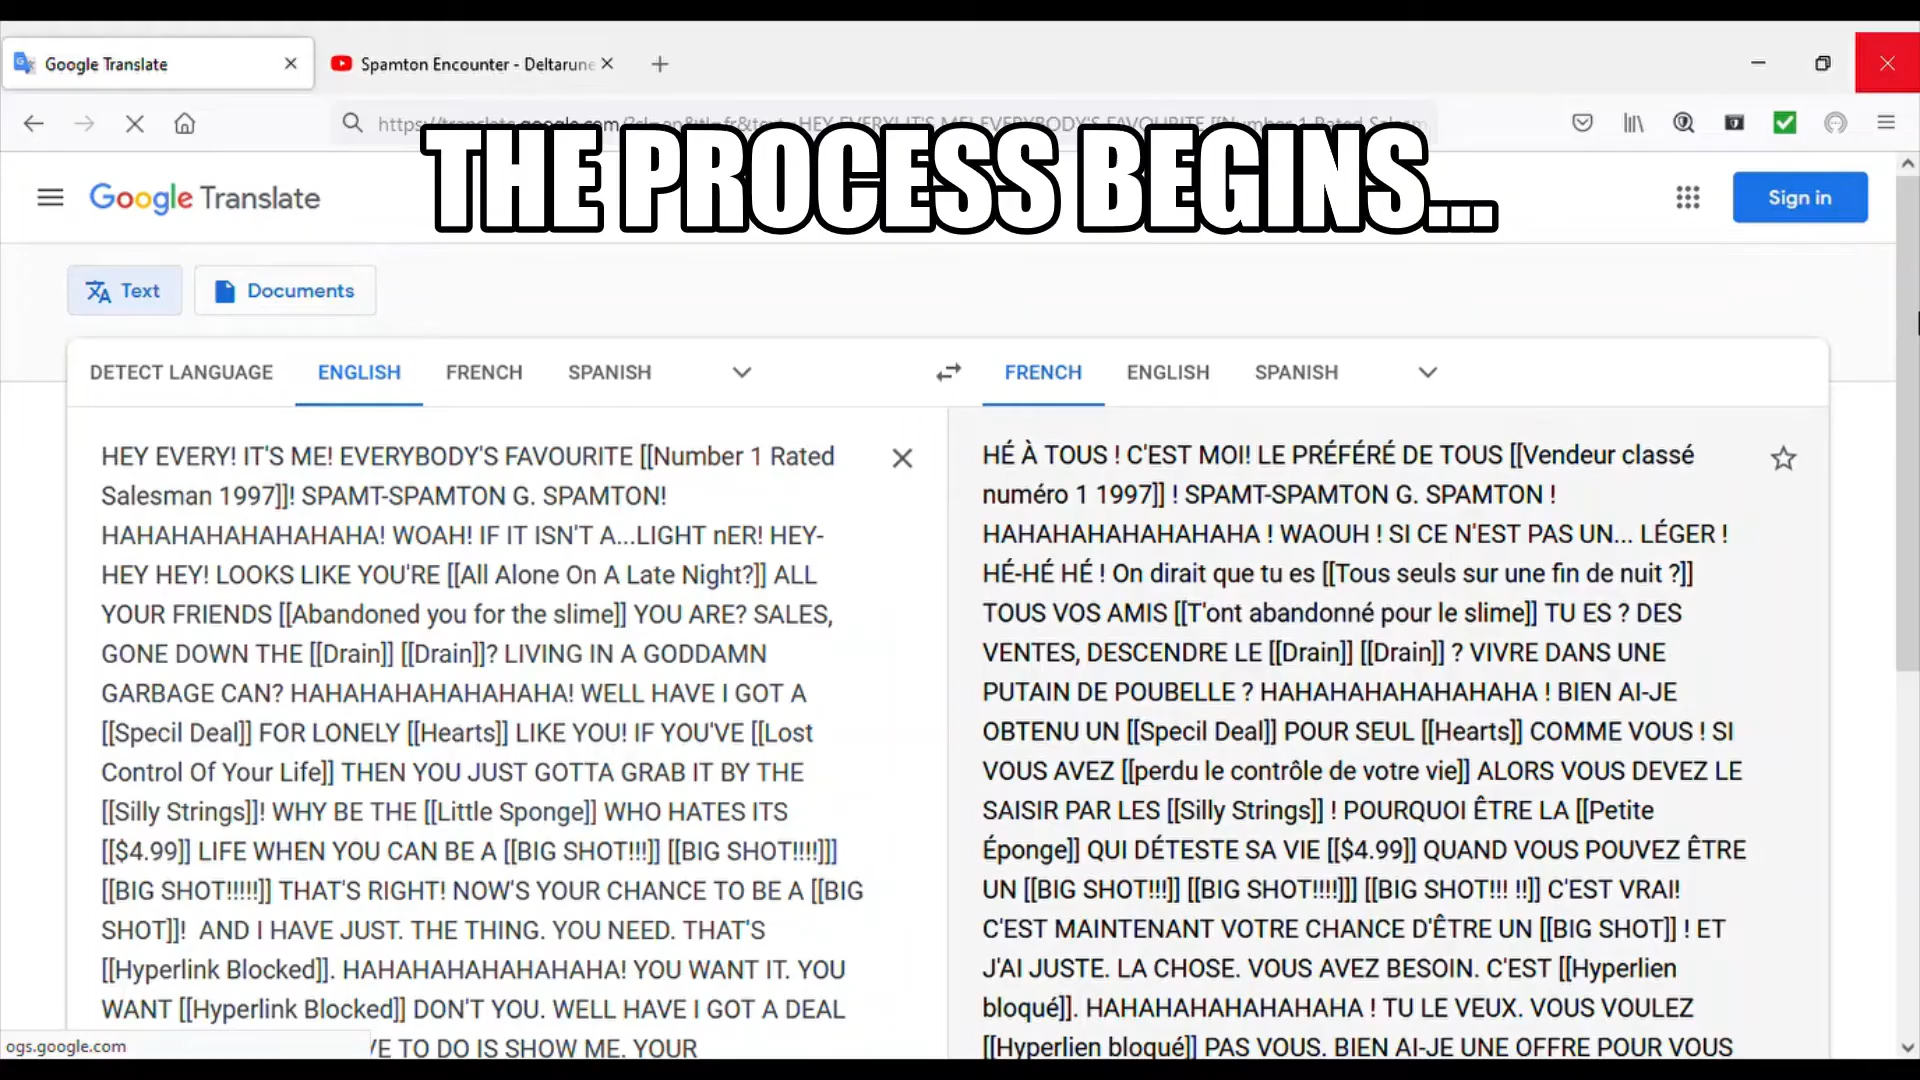 Google Translate
Spamton Encounter - Deltarune
THE PROCESS BEGINS...
Google Translate
Sign in
Text
Documents
DETECT LANGUAGE
ENGLISH
FRENCH
SPANISH
FRENCH
ENGLISH
SPANISH
HEY EVERY! IT'S ME! EVERYBODY'S FAVOURITE [[Number 1 Rated
Salesman 1997]]! SPAMT-SPAMTON G. SPAMTON!
HAHAHAHAHAHAHAHA! WOAH! IF IT ISN'T A...LIGHT nER! HEY-
HEY HEY! LOOKS LIKE YOU'RE [[All Alone On A Late Night?]] ALL
YOUR FRIENDS [[Abandoned you for the slime]] YOU ARE? SALES,
GONE DOWN THE [[Drain]] [[Drain]]? LIVING IN A GODDAMN
GARBAGE CAN? HAHAHAHAHAHAHAHA! WELL HAVE I GOT A
[[Specil Deal]] FOR LONELY [[Hearts]] LIKE YOU! IF YOU'VE [[Lost
Control Of Your Life]] THEN YOU JUST GOTTA GRAB IT BY THE
[[Silly Strings]]! WHY BE THE [[Little Sponge]] WHO HATES ITS
[[$4.99]] LIFE WHEN YOU CAN BE A [[BIG SHOT!!!]] [[BIG SHOT!!!!]]]
[[BIG SHOT!!!!!]] THAT'S RIGHT! NOW'S YOUR CHANCE TO BE A [[BIG
SHOT]]!  AND I HAVE JUST. THE THING. YOU NEED. THAT'S
[[Hyperlink Blocked]]. HAHAHAHAHAHAHAHA! YOU WANT IT. YOU
WANT [[Hyperlink Blocked]] DON'T YOU. WELL HAVE I GOT A DEAL
TO DO IS SHOW ME. YOUR
HÉ À TOUS ! C'EST MOI! LE PRÉFÉRÉ DE TOUS [[Vendeur classé
numéro 1 1997]] ! SPAMT-SPAMTON G. SPAMTON !
HAHAHAHAHAHAHAHA ! WAOUH ! SI CE N'EST PAS UN... LÉGER !
HÉ-HÉ HÉ ! On dirait que tu es [[Tous seuls sur une fin de nuit ?]]
TOUS VOS AMIS [[T'ont abandonné pour le slime]] TU ES ? DES
VENTES, DESCENDRE LE [[Drain]] [[Drain]] ? VIVRE DANS UNE
PUTAIN DE POUBELLE ? HAHAHAHAHAHAHAHA ! BIEN AI-JE
OBTENU UN [[Specil Deal]] POUR SEUL [[Hearts]] COMME VOUS ! SI
VOUS AVEZ [[perdu le contrôle de votre vie]] ALORS VOUS DEVEZ LE
SAISIR PAR LES [[Silly Strings]] ! POURQUOI ÊTRE LA [[Petite
Éponge]] QUI DÉTESTE SA VIE [[$4.99]] QUAND VOUS POUVEZ ÊTRE
UN [[BIG SHOT!!!]] [[BIG SHOT!!!!]]] [[BIG SHOT!!! !!]] C'EST VRAI!
C'EST MAINTENANT VOTRE CHANCE D'ÊTRE UN [[BIG SHOT]] ! ET
J'AI JUSTE. LA CHOSE. VOUS AVEZ BESOIN. C'EST [[Hyperlien
bloqué]]. HAHAHAHAHAHAHAHA ! TU LE VEUX. VOUS VOULEZ
[[Hyperlien bloqué]] PAS VOUS. BIEN AI-JE UNE OFFRE POUR VOUS
ogs.google.com